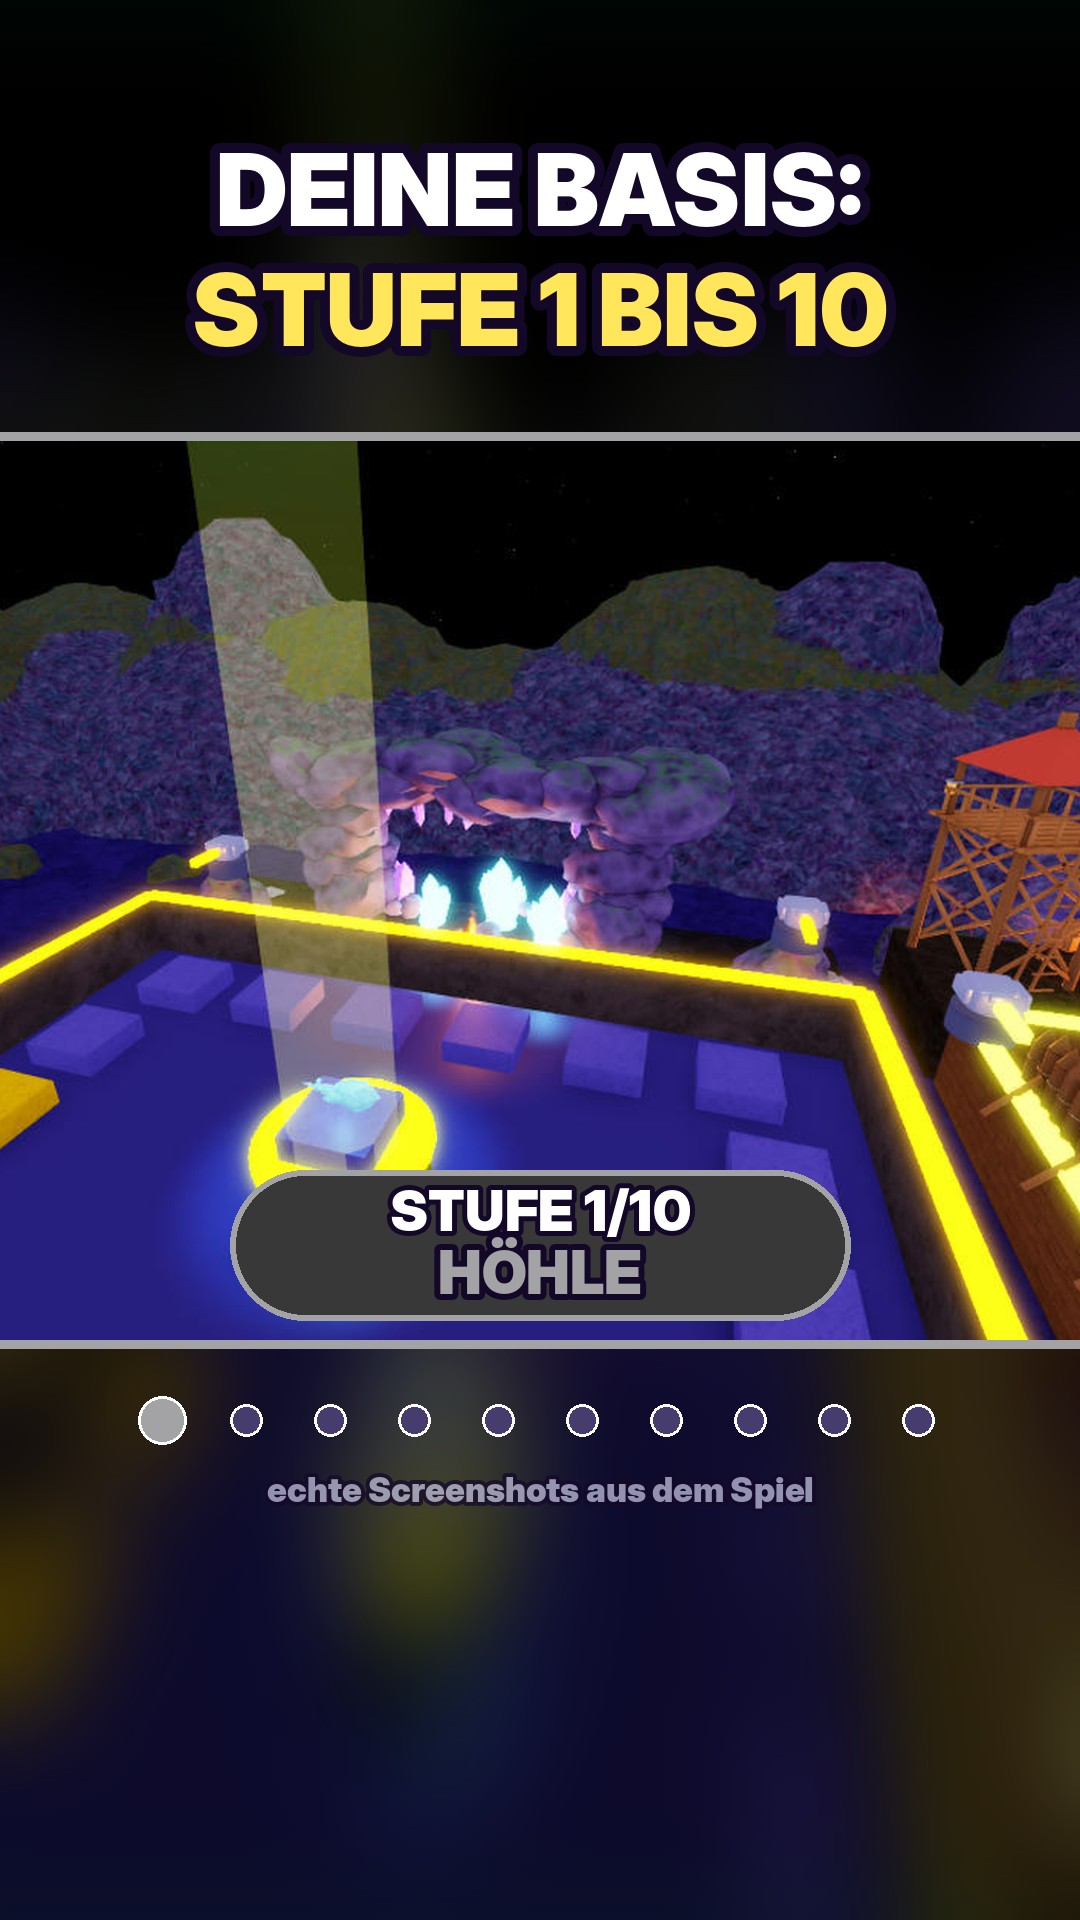 DEINE BASIS:
STUFE 1 BIS 10
STUFE 1/10
HÖHLE
echte Screenshots aus dem Spiel